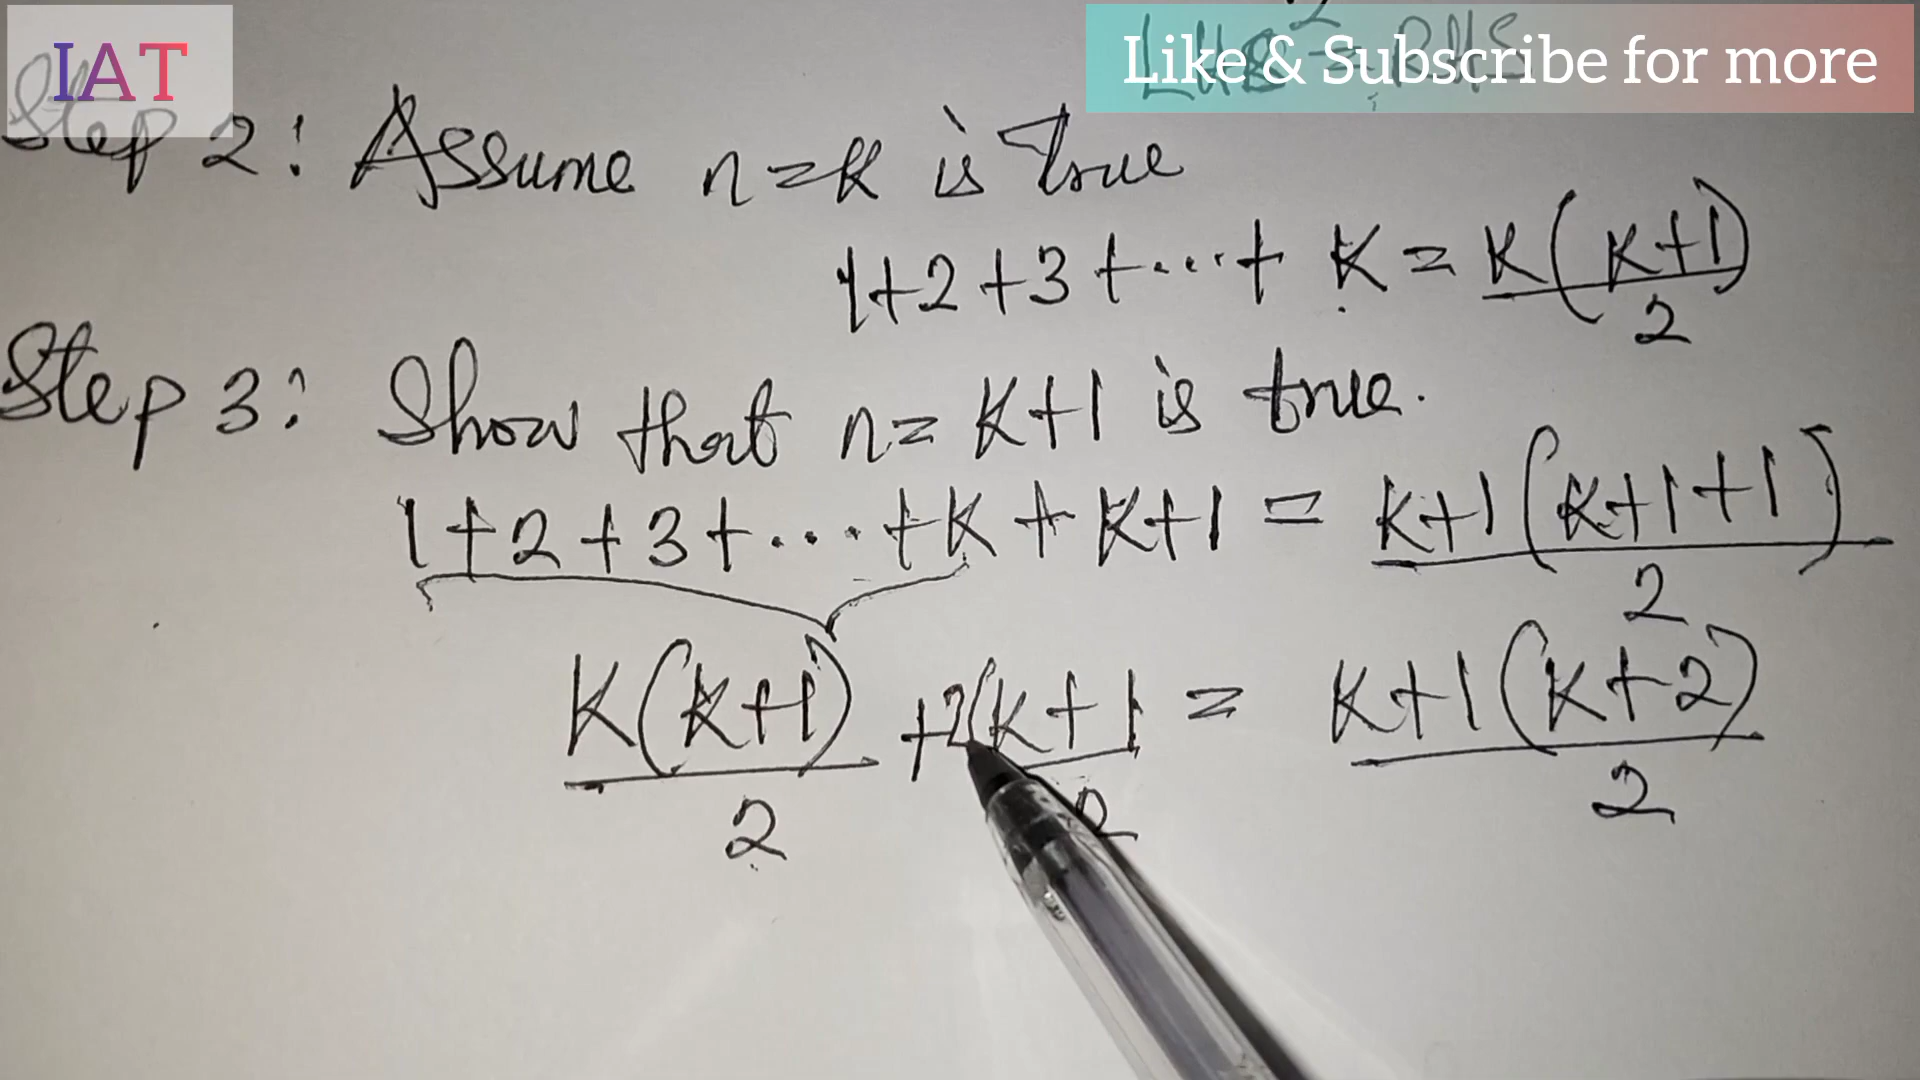 IAT
Like & Subscribe for more
LHS = RHS
Step 2: Assume n=k is true
1+2+3+...+ K = K(K+1)
2
Step 3: Show that n= K+1 is true.
1+2+3+...+K+K+1 = K+1(K+1+1)
2
K(K+1) +2(K+1 = K+1(K+2)
2 2 2